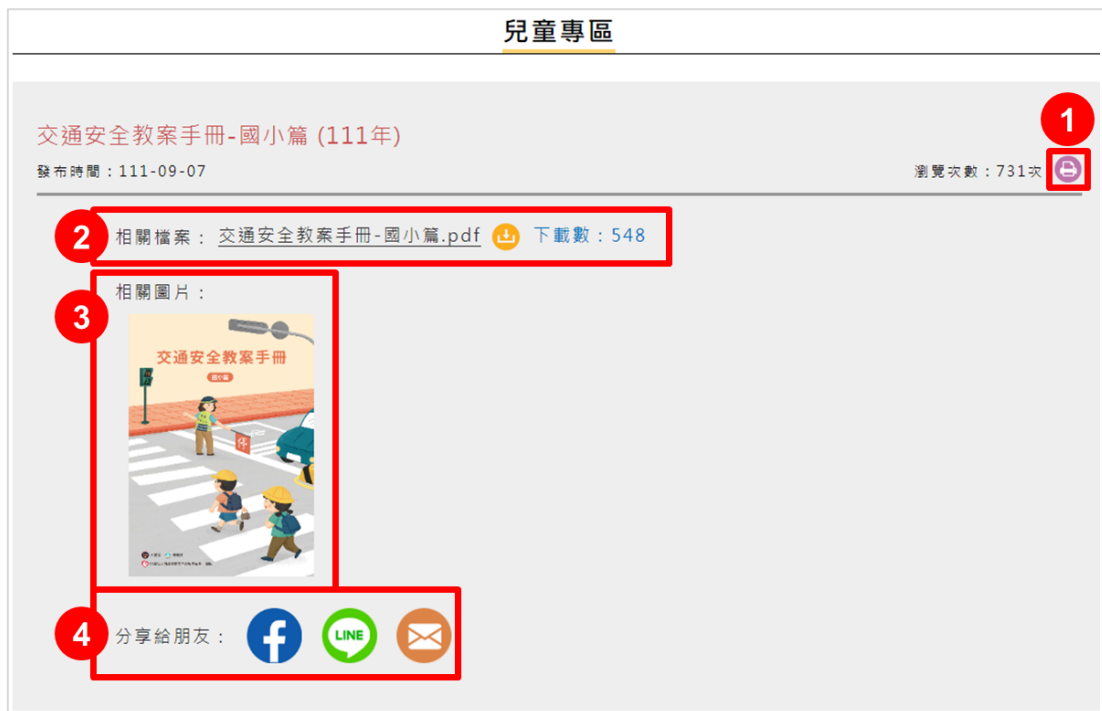 兒童專區
交通安全教案手冊-國小篇 (111年)
1
發布時間：111-09-07
瀏覽次數：731次
2
相關檔案： 交通安全教案手冊-國小篇.pdf 下載數：548
相關圖片：
3
交通安全教案手冊
國小篇
停
4
分享給朋友：
f
LINE